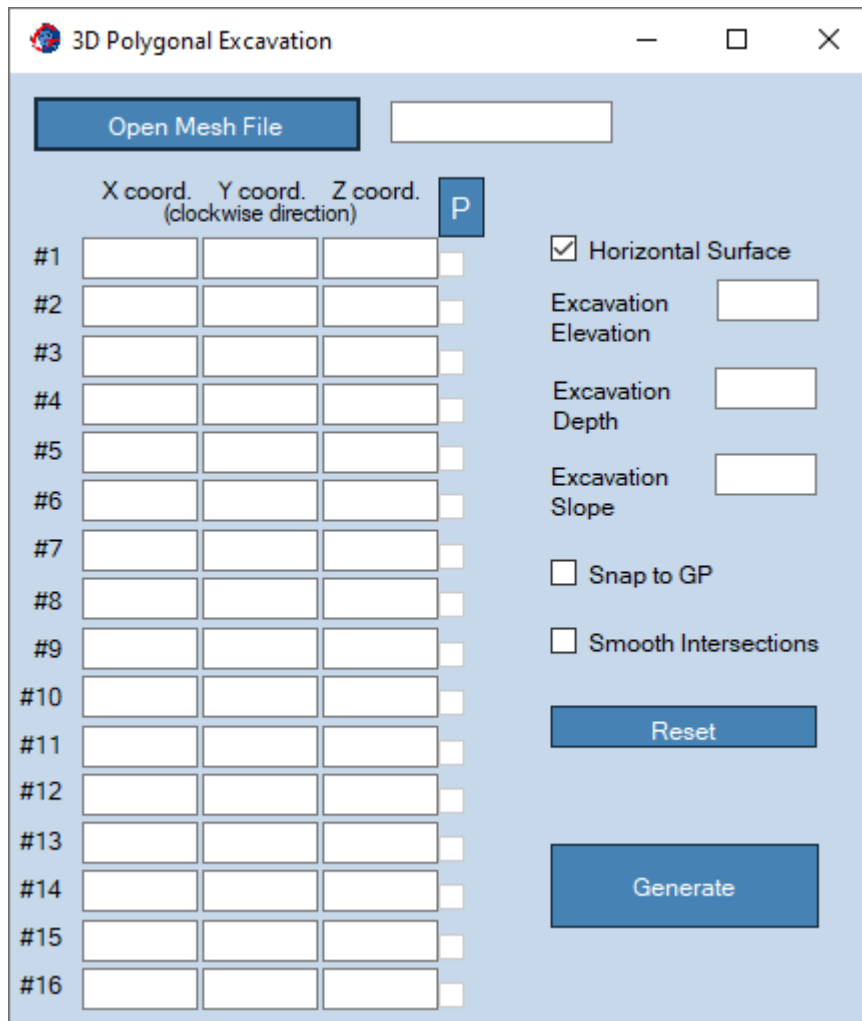 3D Polygonal Excavation
Open Mesh File
X coord. Y coord. Z coord.
(clockwise direction)
P
#1
#2
#3
#4
#5
#6
#7
#8
#9
#10
#11
#12
#13
#14
#15
#16
Horizontal Surface
Excavation
Elevation
Excavation
Depth
Excavation
Slope
Snap to GP
Smooth Intersections
Reset
Generate